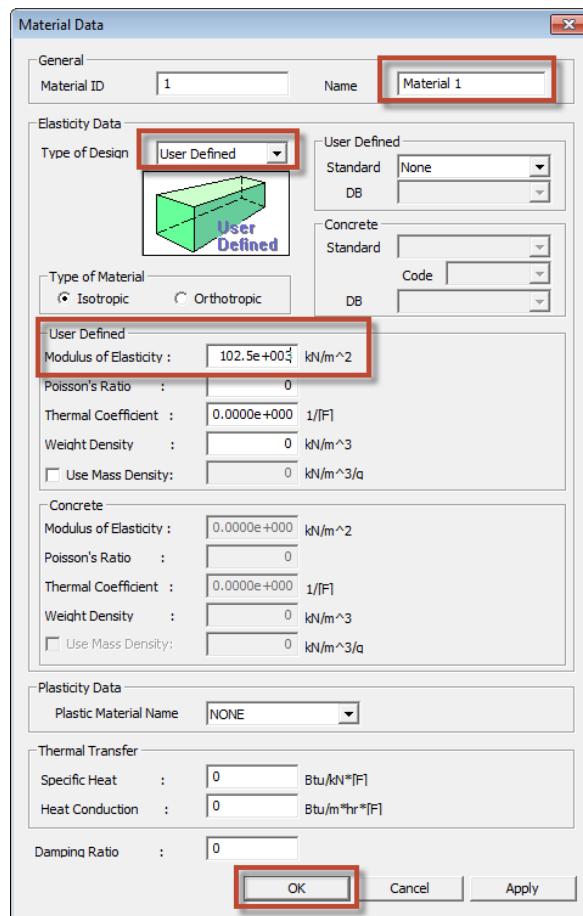 Material Data
General
Material ID 1 Name Material 1
Elasticity Data
Type of Design User Defined
User Defined
Standard None
DB
User Defined
Concrete
Standard
Code
DB
Type of Material
Isotropic Orthotropic
User Defined
Modulus of Elasticity : 102.5e+003 kN/m^2
Poisson's Ratio : 0
Thermal Coefficient : 0.0000e+000 1/[F]
Weight Density : 0 kN/m^3
Use Mass Density: 0 kN/m^3/g
Concrete
Modulus of Elasticity : 0.0000e+000 kN/m^2
Poisson's Ratio : 0
Thermal Coefficient : 0.0000e+000 1/[F]
Weight Density : 0 kN/m^3
Use Mass Density: 0 kN/m^3/g
Plasticity Data
Plastic Material Name NONE
Thermal Transfer
Specific Heat : 0 Btu/kN*[F]
Heat Conduction : 0 Btu/m*hr*[F]
Damping Ratio : 0
OK Cancel Apply